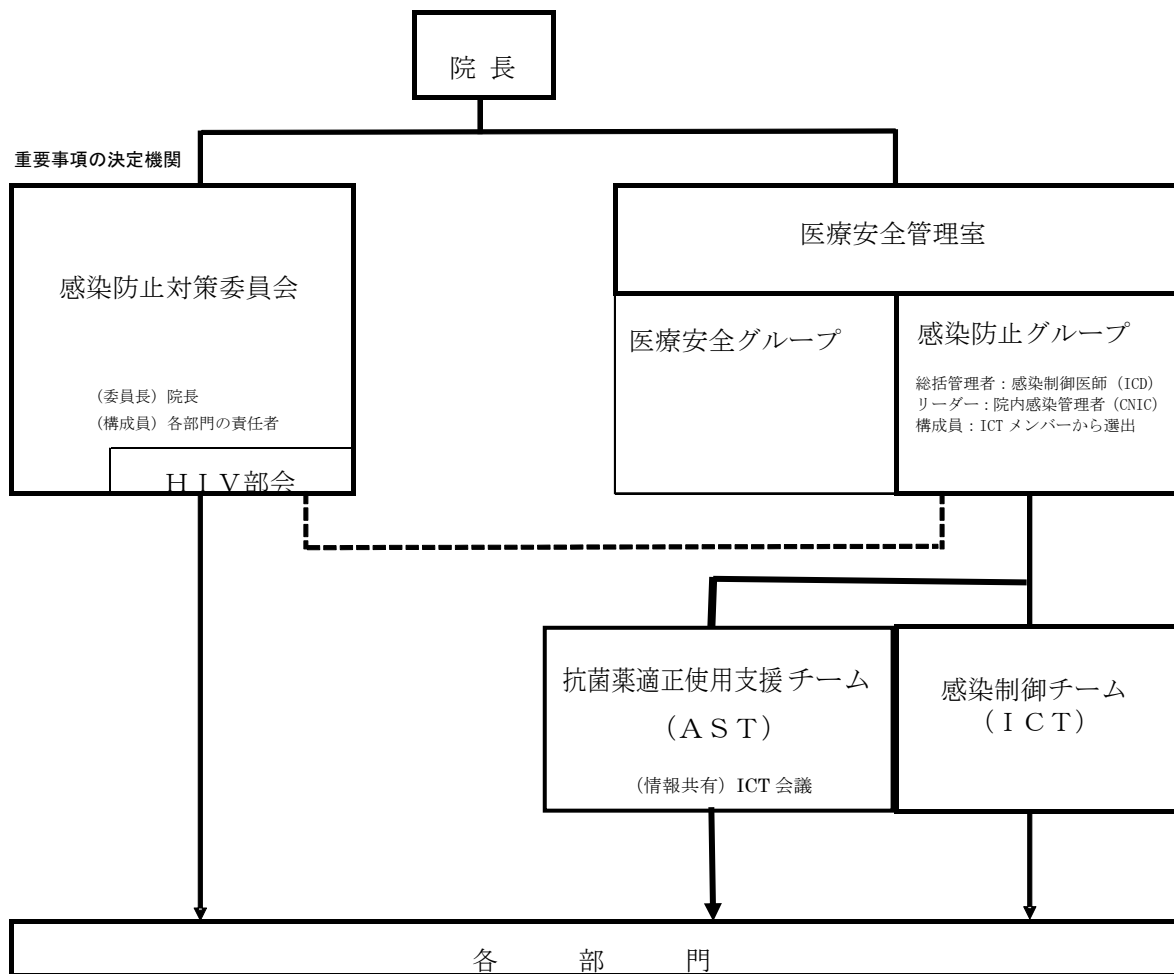 院 長
重要事項の決定機関
感染防止対策委員会
(委員長) 院長
(構成員) 各部門の責任者
ＨＩＶ部会
医療安全管理室
医療安全グループ
感染防止グループ
総括管理者：感染制御医師 (ICD)
リーダー：院内感染管理者 (CNIC)
構成員：ICT メンバーから選出
抗菌薬適正使用支援チーム
（ＡＳＴ）
(情報共有) ICT 会議
感染制御チーム
（ＩＣＴ）
各 部 門